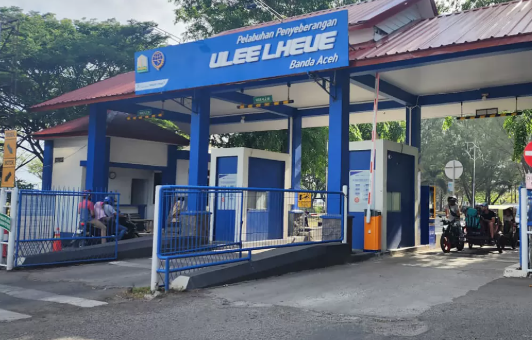 Pelabuhan Penyeberangan
ULEE LHEUE
Banda Aceh